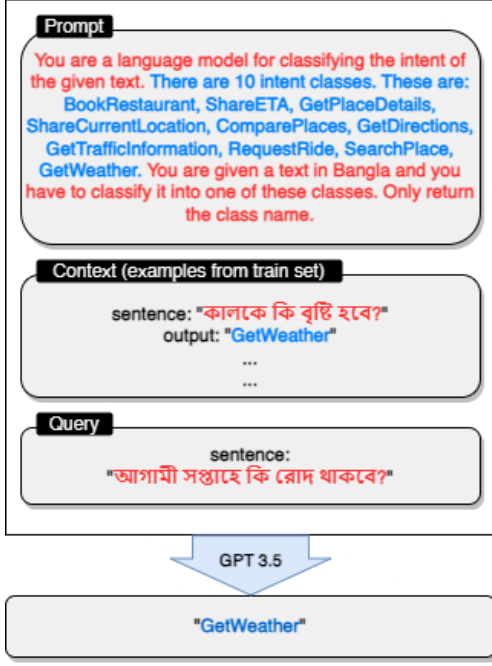 Prompt
You are a language model for classifying the intent of
the given text. There are 10 intent classes. These are:
BookRestaurant, ShareETA, GetPlaceDetails,
ShareCurrentLocation, ComparePlaces, GetDirections,
GetTrafficInformation, RequestRide, SearchPlace,
GetWeather. You are given a text in Bangla and you
have to classify it into one of these classes. Only return
the class name.
Context (examples from train set)
sentence: "কালকে কি বৃষ্টি হবে?"
output: "GetWeather"
...
...
Query
sentence:
"আগামী সপ্তাহে কি রোদ থাকবে?"
GPT 3.5
"GetWeather"